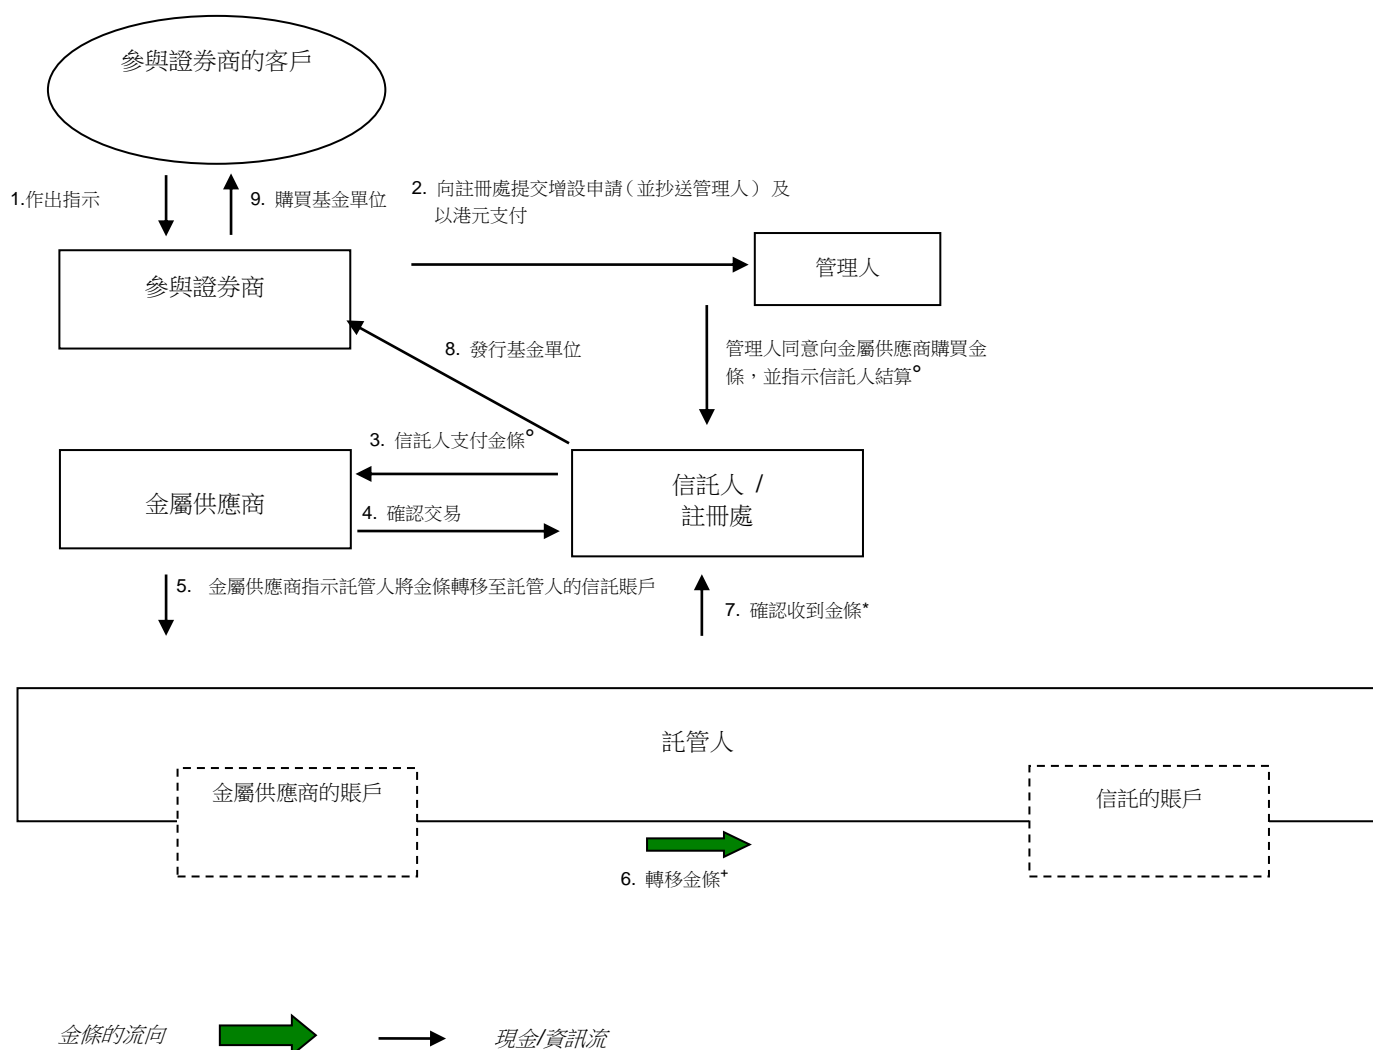 參與證券商的客戶
1.作出指示
9. 購買基金單位
2. 向註冊處提交增設申請（並抄送管理人）及
以港元支付
參與證券商
管理人
8. 發行基金單位
管理人同意向金屬供應商購買金
條，並指示信託人結算°
3. 信託人支付金條°
金屬供應商
信託人 /
註冊處
4. 確認交易
5. 金屬供應商指示託管人將金條轉移至託管人的信託賬戶
7. 確認收到金條*
託管人
金屬供應商的賬戶
信託的賬戶
6. 轉移金條+
金條的流向
現金/資訊流